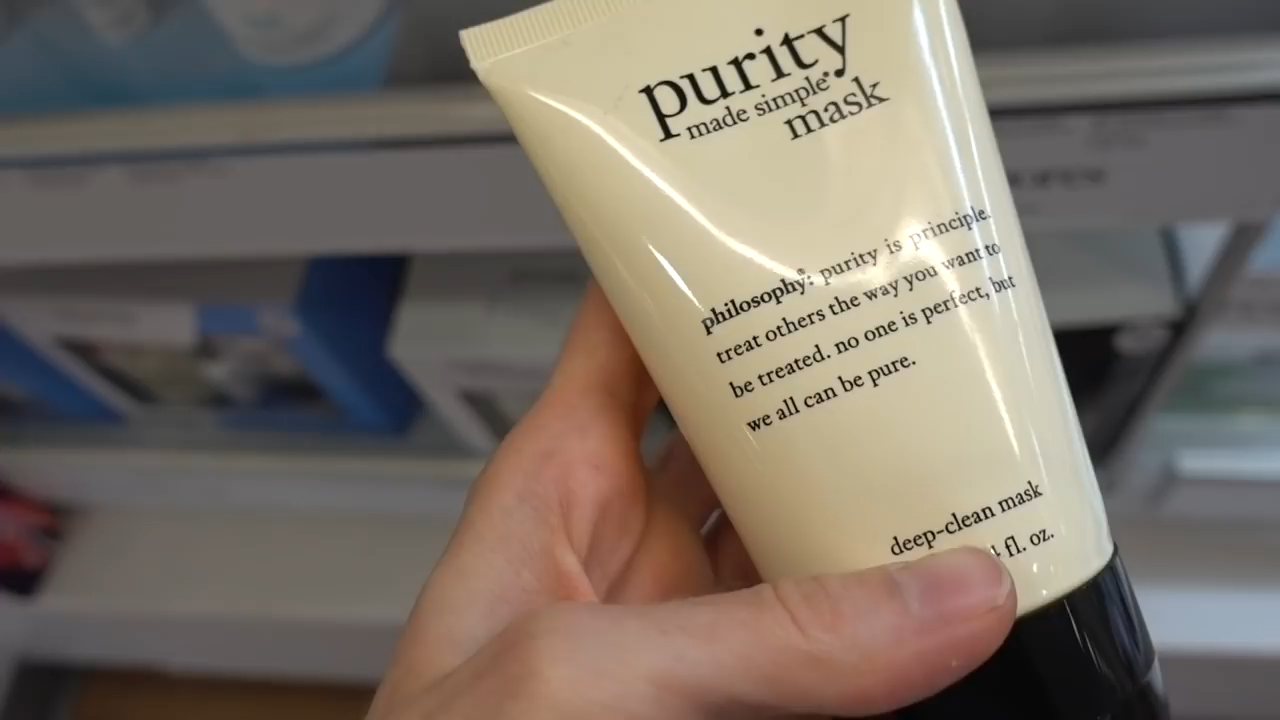 purity
made simple®
mask
philosophy®: purity is principle.
treat others the way you want to
be treated. no one is perfect, but
we all can be pure.
deep-clean mask
fl. oz.